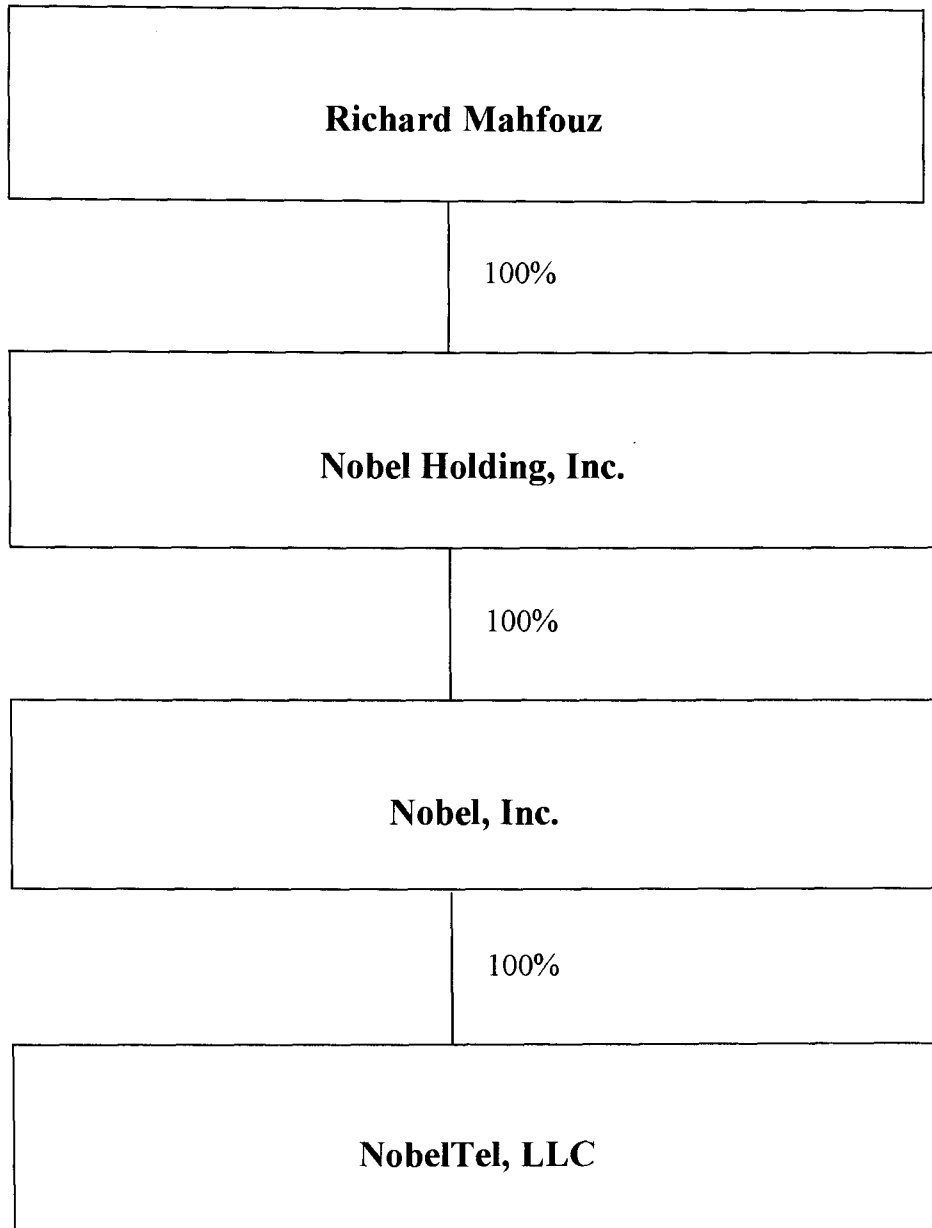 Richard Mahfouz
100%
Nobel Holding, Inc.
100%
Nobel, Inc.
100%
NobelTel, LLC